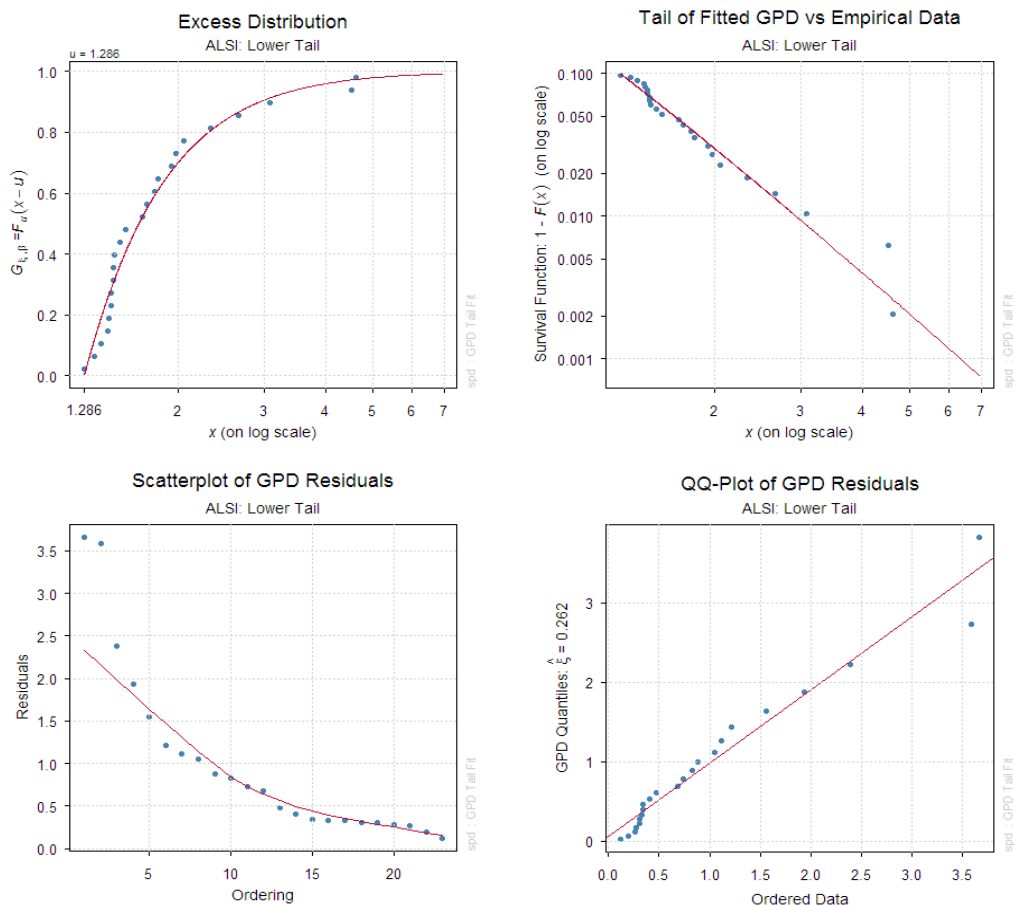 Excess Distribution
ALSI: Lower Tail
u = 1.286
1.0
0.8
0.6
0.4
0.2
0.0
G ξ,β =Fu(x − u)
1.286 2 3 4 5 6 7
x (on log scale)
spd : GPD Tail Fit
Tail of Fitted GPD vs Empirical Data
ALSI: Lower Tail
0.100
0.050
0.020
0.010
0.005
0.002
0.001
Survival Function: 1 - F(x) (on log scale)
2 3 4 5 6 7
x (on log scale)
spd : GPD Tail Fit
Scatterplot of GPD Residuals
ALSI: Lower Tail
3.5
3.0
2.5
2.0
1.5
1.0
0.5
0.0
Residuals
5 10 15 20
Ordering
spd : GPD Tail Fit
QQ-Plot of GPD Residuals
ALSI: Lower Tail
3
2
1
0
GPD Quantiles: ξ̂ = 0.262
0.0 0.5 1.0 1.5 2.0 2.5 3.0 3.5
Ordered Data
spd : GPD Tail Fit